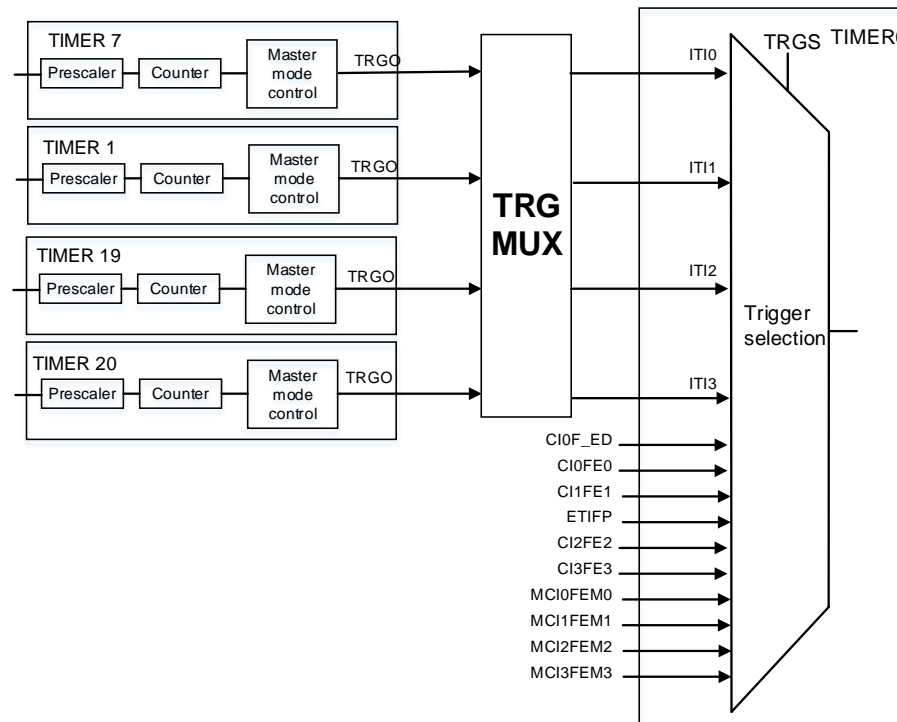 TIMER 7
Prescaler
Counter
Master
mode
control
TRGO
TIMER 1
Prescaler
Counter
Master
mode
control
TRGO
TIMER 19
Prescaler
Counter
Master
mode
control
TRGO
TIMER 20
Prescaler
Counter
Master
mode
control
TRGO
TRG
MUX
TRGS
ITI0
ITI1
ITI2
ITI3
CI0F_ED
CI0FE0
CI1FE1
ETIFP
CI2FE2
CI3FE3
MCI0FEM0
MCI1FEM1
MCI2FEM2
MCI3FEM3
Trigger
selection